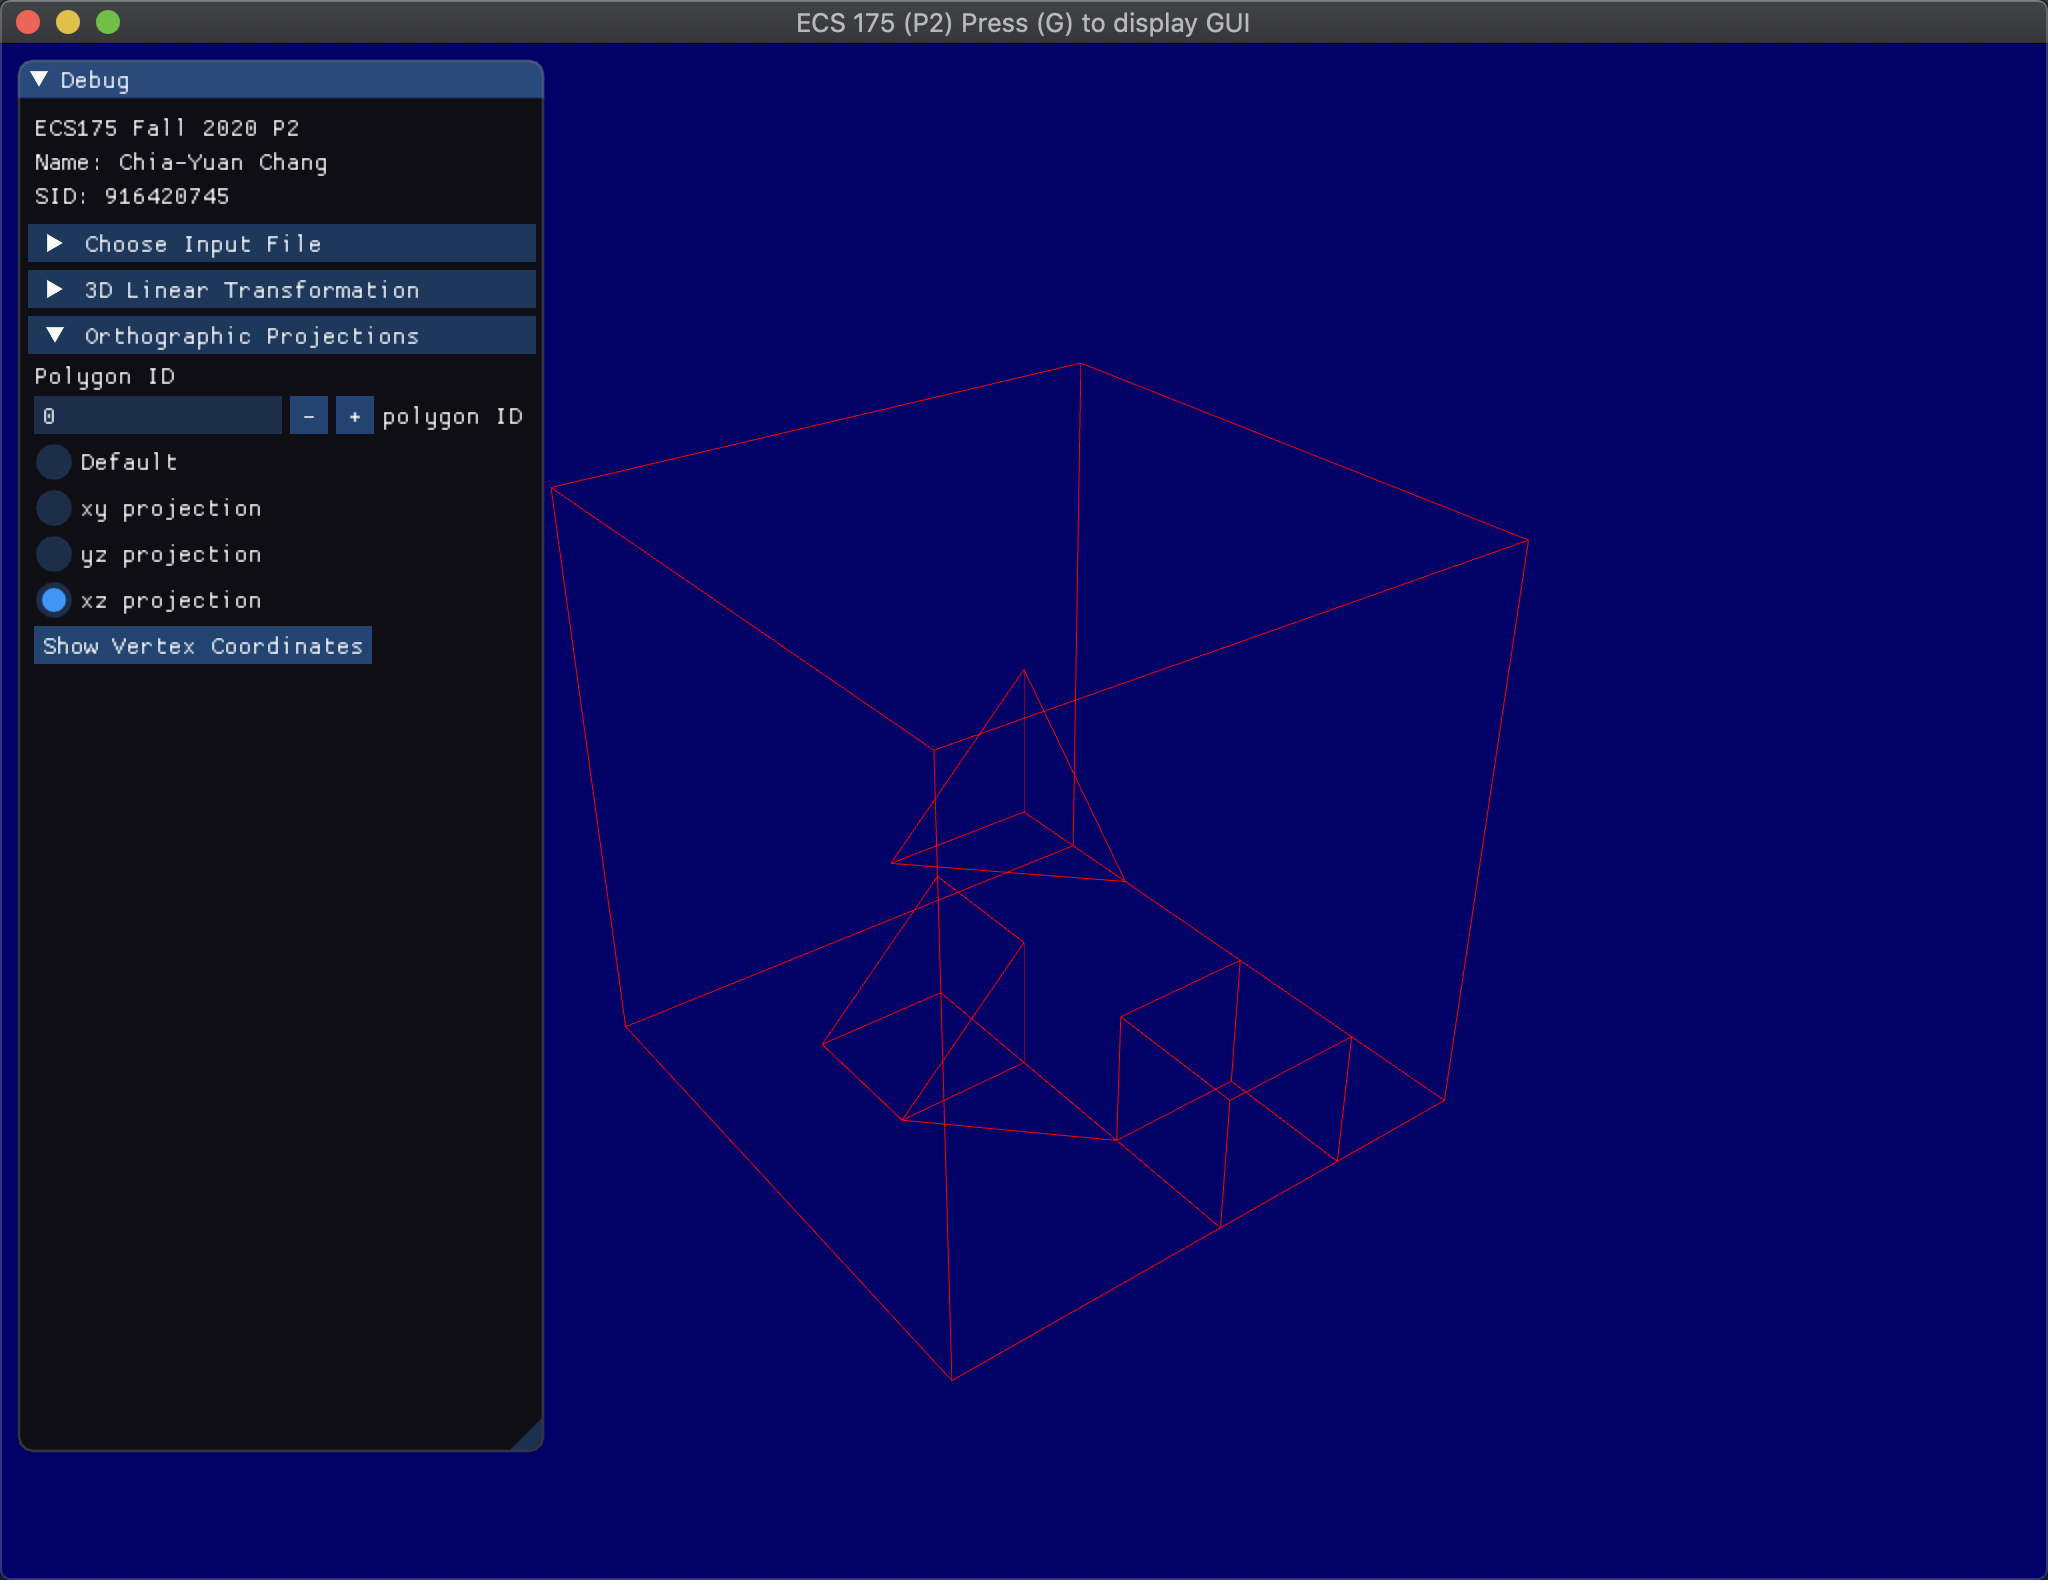 ECS 175 (P2) Press (G) to display GUI
Debug
ECS175 Fall 2020 P2
Name: Chia-Yuan Chang
SID: 916420745
Choose Input File
3D Linear Transformation
Orthographic Projections
Polygon ID
0 - + polygon ID
Default
xy projection
yz projection
xz projection
Show Vertex Coordinates